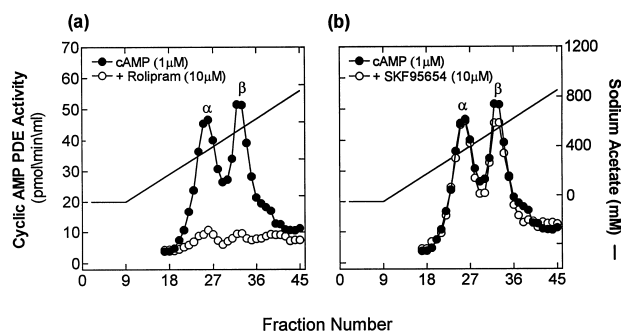 (a)
cAMP (1μM)
+ Rolipram (10μM)
70
60
50
40
30
20
10
0
Cyclic AMP PDE Activity
(pmol\min\ml)
α
β
0
9
18
27
36
45
(b)
cAMP (1μM)
+ SKF95654 (10μM)
α
β
0
9
18
27
36
45
1200
800
400
0
Sodium
Acetate (mM) —
Fraction Number